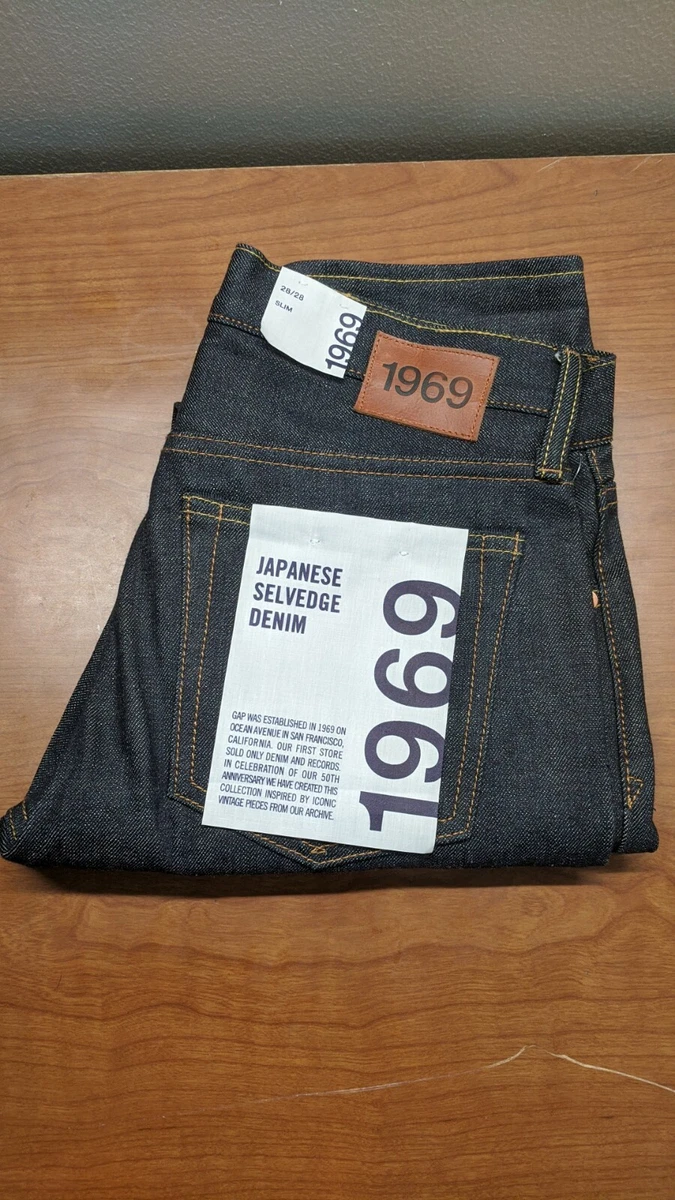 28/28
SLIM
1969
1969
JAPANESE
SELVEDGE
DENIM
GAP WAS ESTABLISHED IN 1969 ON
OCEAN AVENUE IN SAN FRANCISCO,
CALIFORNIA. OUR FIRST STORE
SOLD ONLY DENIM AND RECORDS.
IN CELEBRATION OF OUR 50TH
ANNIVERSARY WE HAVE CREATED THIS
COLLECTION INSPIRED BY ICONIC
VINTAGE PIECES FROM OUR ARCHIVE.
1969